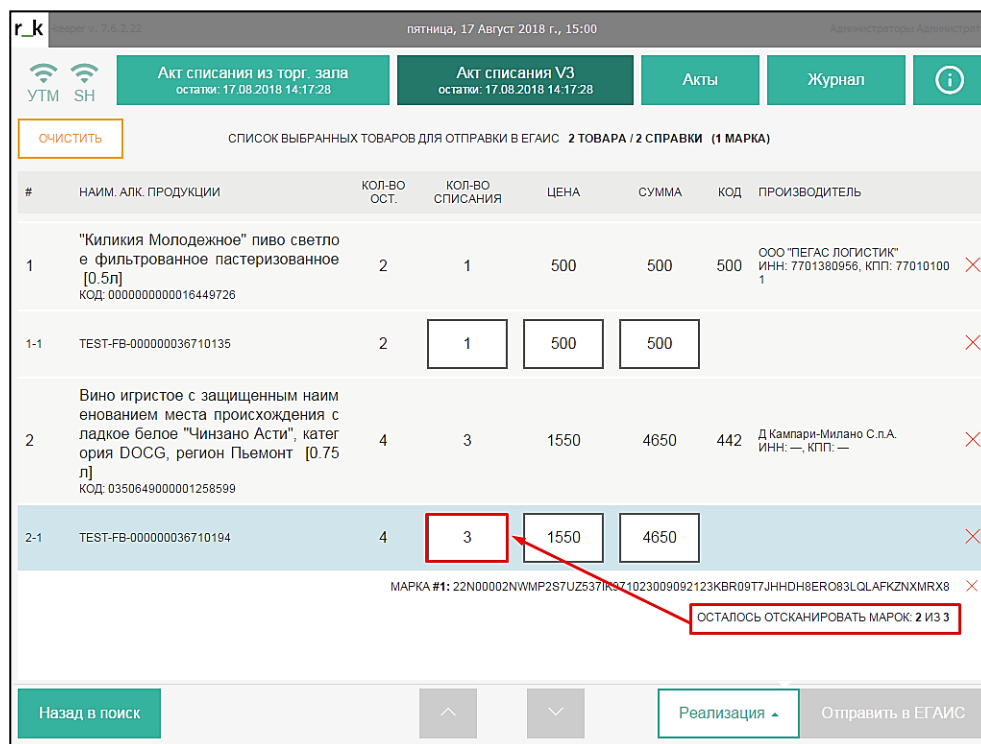 r_k
keeper v. 7.6.2.22
пятница, 17 Август 2018 г., 15:00
Администраторы Администрат
УТМ SH
Акт списания из торг. зала
остатки: 17.08.2018 14:17:28
Акт списания V3
остатки: 17.08.2018 14:17:28
Акты
Журнал
ОЧИСТИТЬ
СПИСОК ВЫБРАННЫХ ТОВАРОВ ДЛЯ ОТПРАВКИ В ЕГАИС 2 ТОВАРА / 2 СПРАВКИ (1 МАРКА)
# НАИМ. АЛК. ПРОДУКЦИИ КОЛ-ВО ОСТ. КОЛ-ВО СПИСАНИЯ ЦЕНА СУММА КОД ПРОИЗВОДИТЕЛЬ
1
"Киликия Молодежное" пиво светло
е фильтрованное пастеризованное
[0.5л]
КОД: 0000000000016449726
2 1 500 500 500
ООО "ПЕГАС ЛОГИСТИК"
ИНН: 7701380956, КПП: 77010100
1
1-1 TEST-FB-000000036710135 2 1 500 500
2
Вино игристое с защищенным наим
енованием места происхождения с
ладкое белое "Чинзано Асти", катег
ория DOCG, регион Пьемонт [0.75
л]
КОД: 0350649000001258599
4 3 1550 4650 442
Д Кампари-Милано С.п.А.
ИНН: —, КПП: —
2-1 TEST-FB-000000036710194 4 3 1550 4650
МАРКА #1: 22N00002NWMP2S7UZ537IK971023009092123KBR09T7JHHDH8ERO83LQLAFKZNXMRX8
ОСТАЛОСЬ ОТСКАНИРОВАТЬ МАРОК: 2 ИЗ 3
Назад в поиск
Реализация
Отправить в ЕГАИС